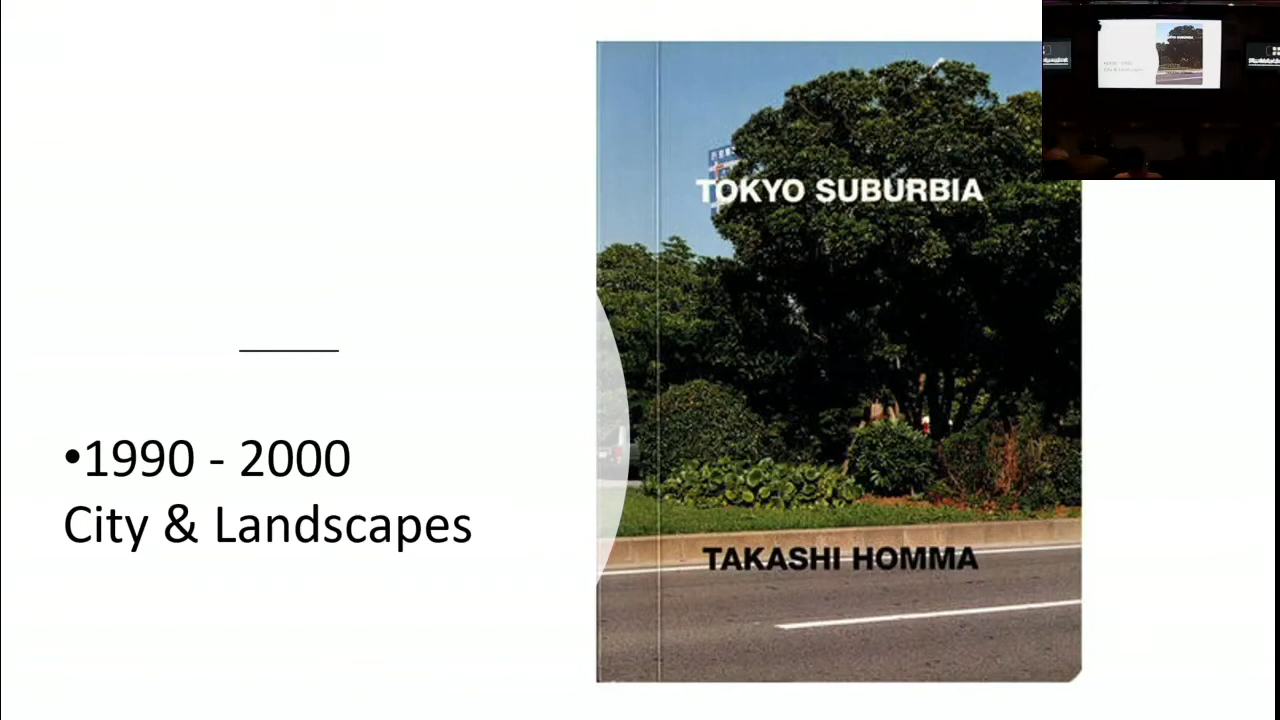 •1990 - 2000
City & Landscapes
TOKYO SUBURBIA
TAKASHI HOMMA